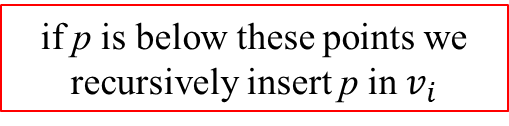 if p is below these points we
recursively insert p in vᵢ